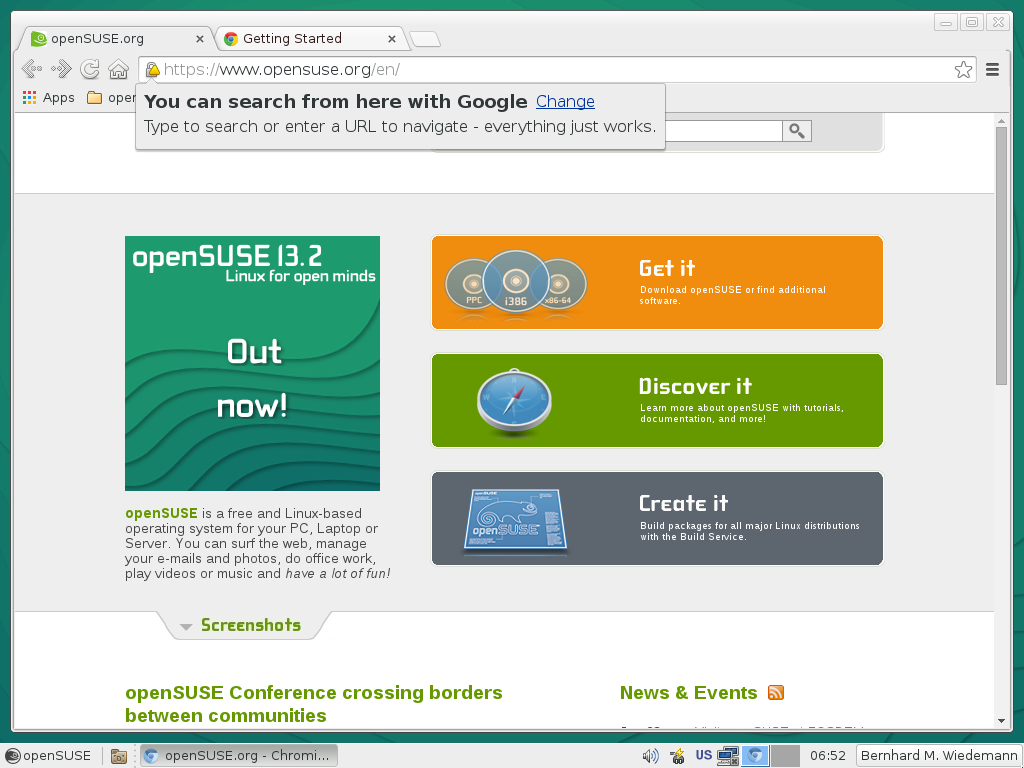 openSUSE.org
Getting Started
https://www.opensuse.org/en/
Apps
You can search from here with Google Change
Type to search or enter a URL to navigate - everything just works.
openSUSE 13.2
Linux for open minds
Out
now!
openSUSE is a free and Linux-based
operating system for your PC, Laptop or
Server. You can surf the web, manage
your e-mails and photos, do office work,
play videos or music and have a lot of fun!
PPC
i386
x86-64
Get it
Download openSUSE or find additional
software.
Discover it
Learn more about openSUSE with tutorials,
documentation, and more!
openSUSE
Create it
Build packages for all major Linux distributions
with the Build Service.
Screenshots
openSUSE Conference crossing borders
between communities
News & Events
openSUSE
openSUSE.org - Chromi...
US
06:52
Bernhard M. Wiedemann